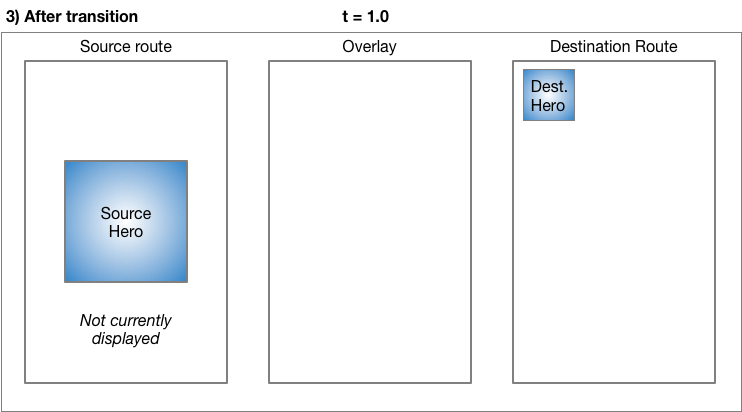 3) After transition
t = 1.0
Source route
Overlay
Destination Route
Dest.
Hero
Source
Hero
Not currently
displayed